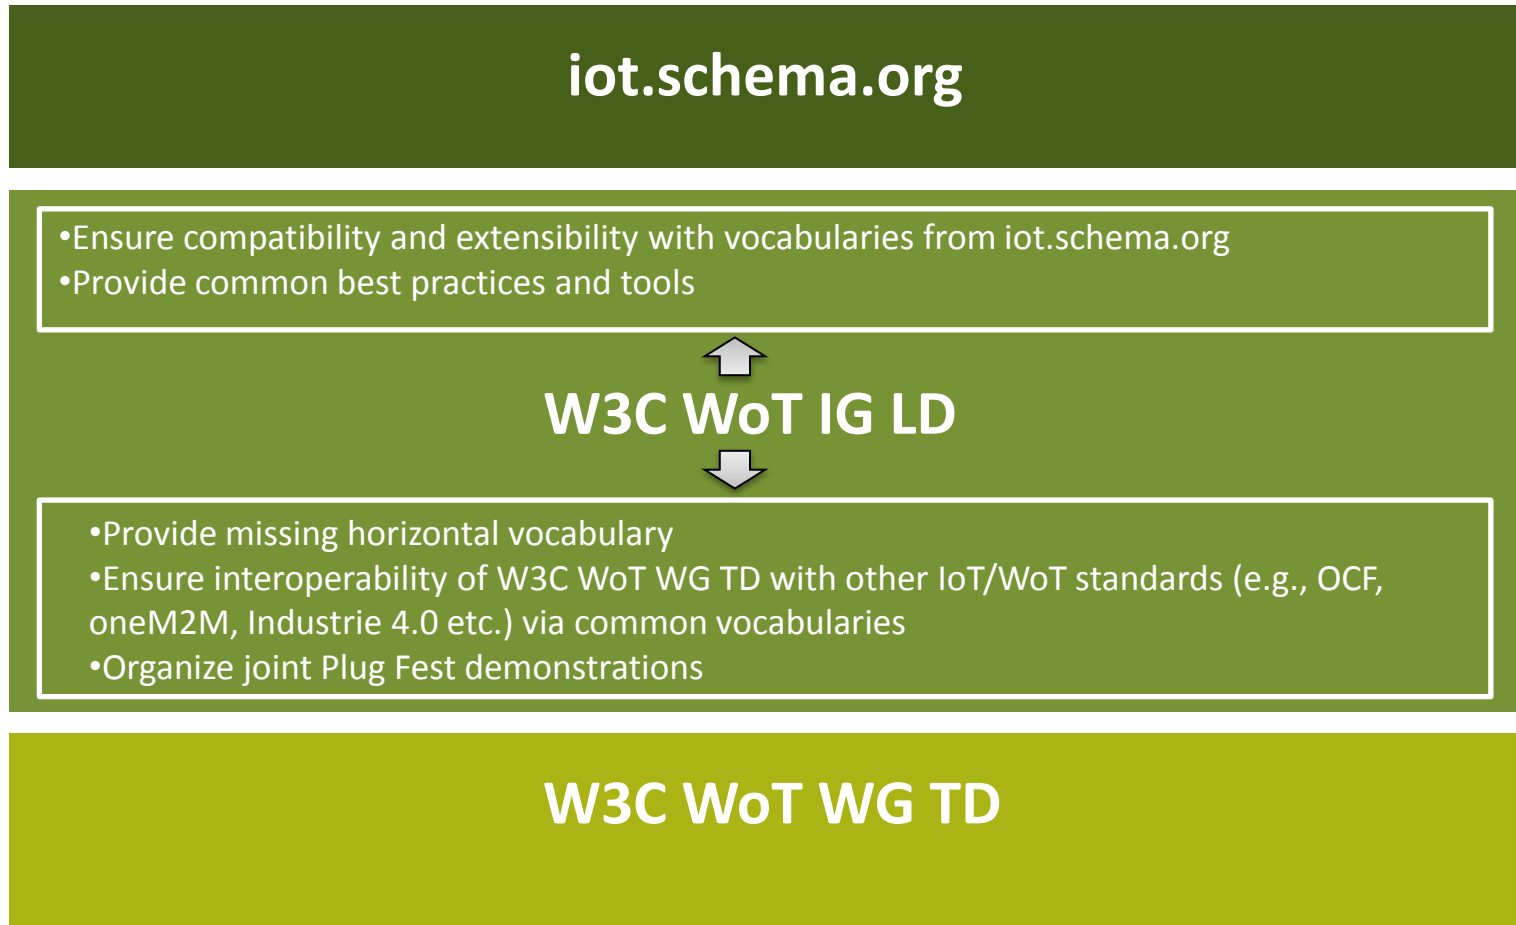 iot.schema.org
•Ensure compatibility and extensibility with vocabularies from iot.schema.org
•Provide common best practices and tools
W3C WoT IG LD
•Provide missing horizontal vocabulary
•Ensure interoperability of W3C WoT WG TD with other IoT/WoT standards (e.g., OCF,
oneM2M, Industrie 4.0 etc.) via common vocabularies
•Organize joint Plug Fest demonstrations
W3C WoT WG TD